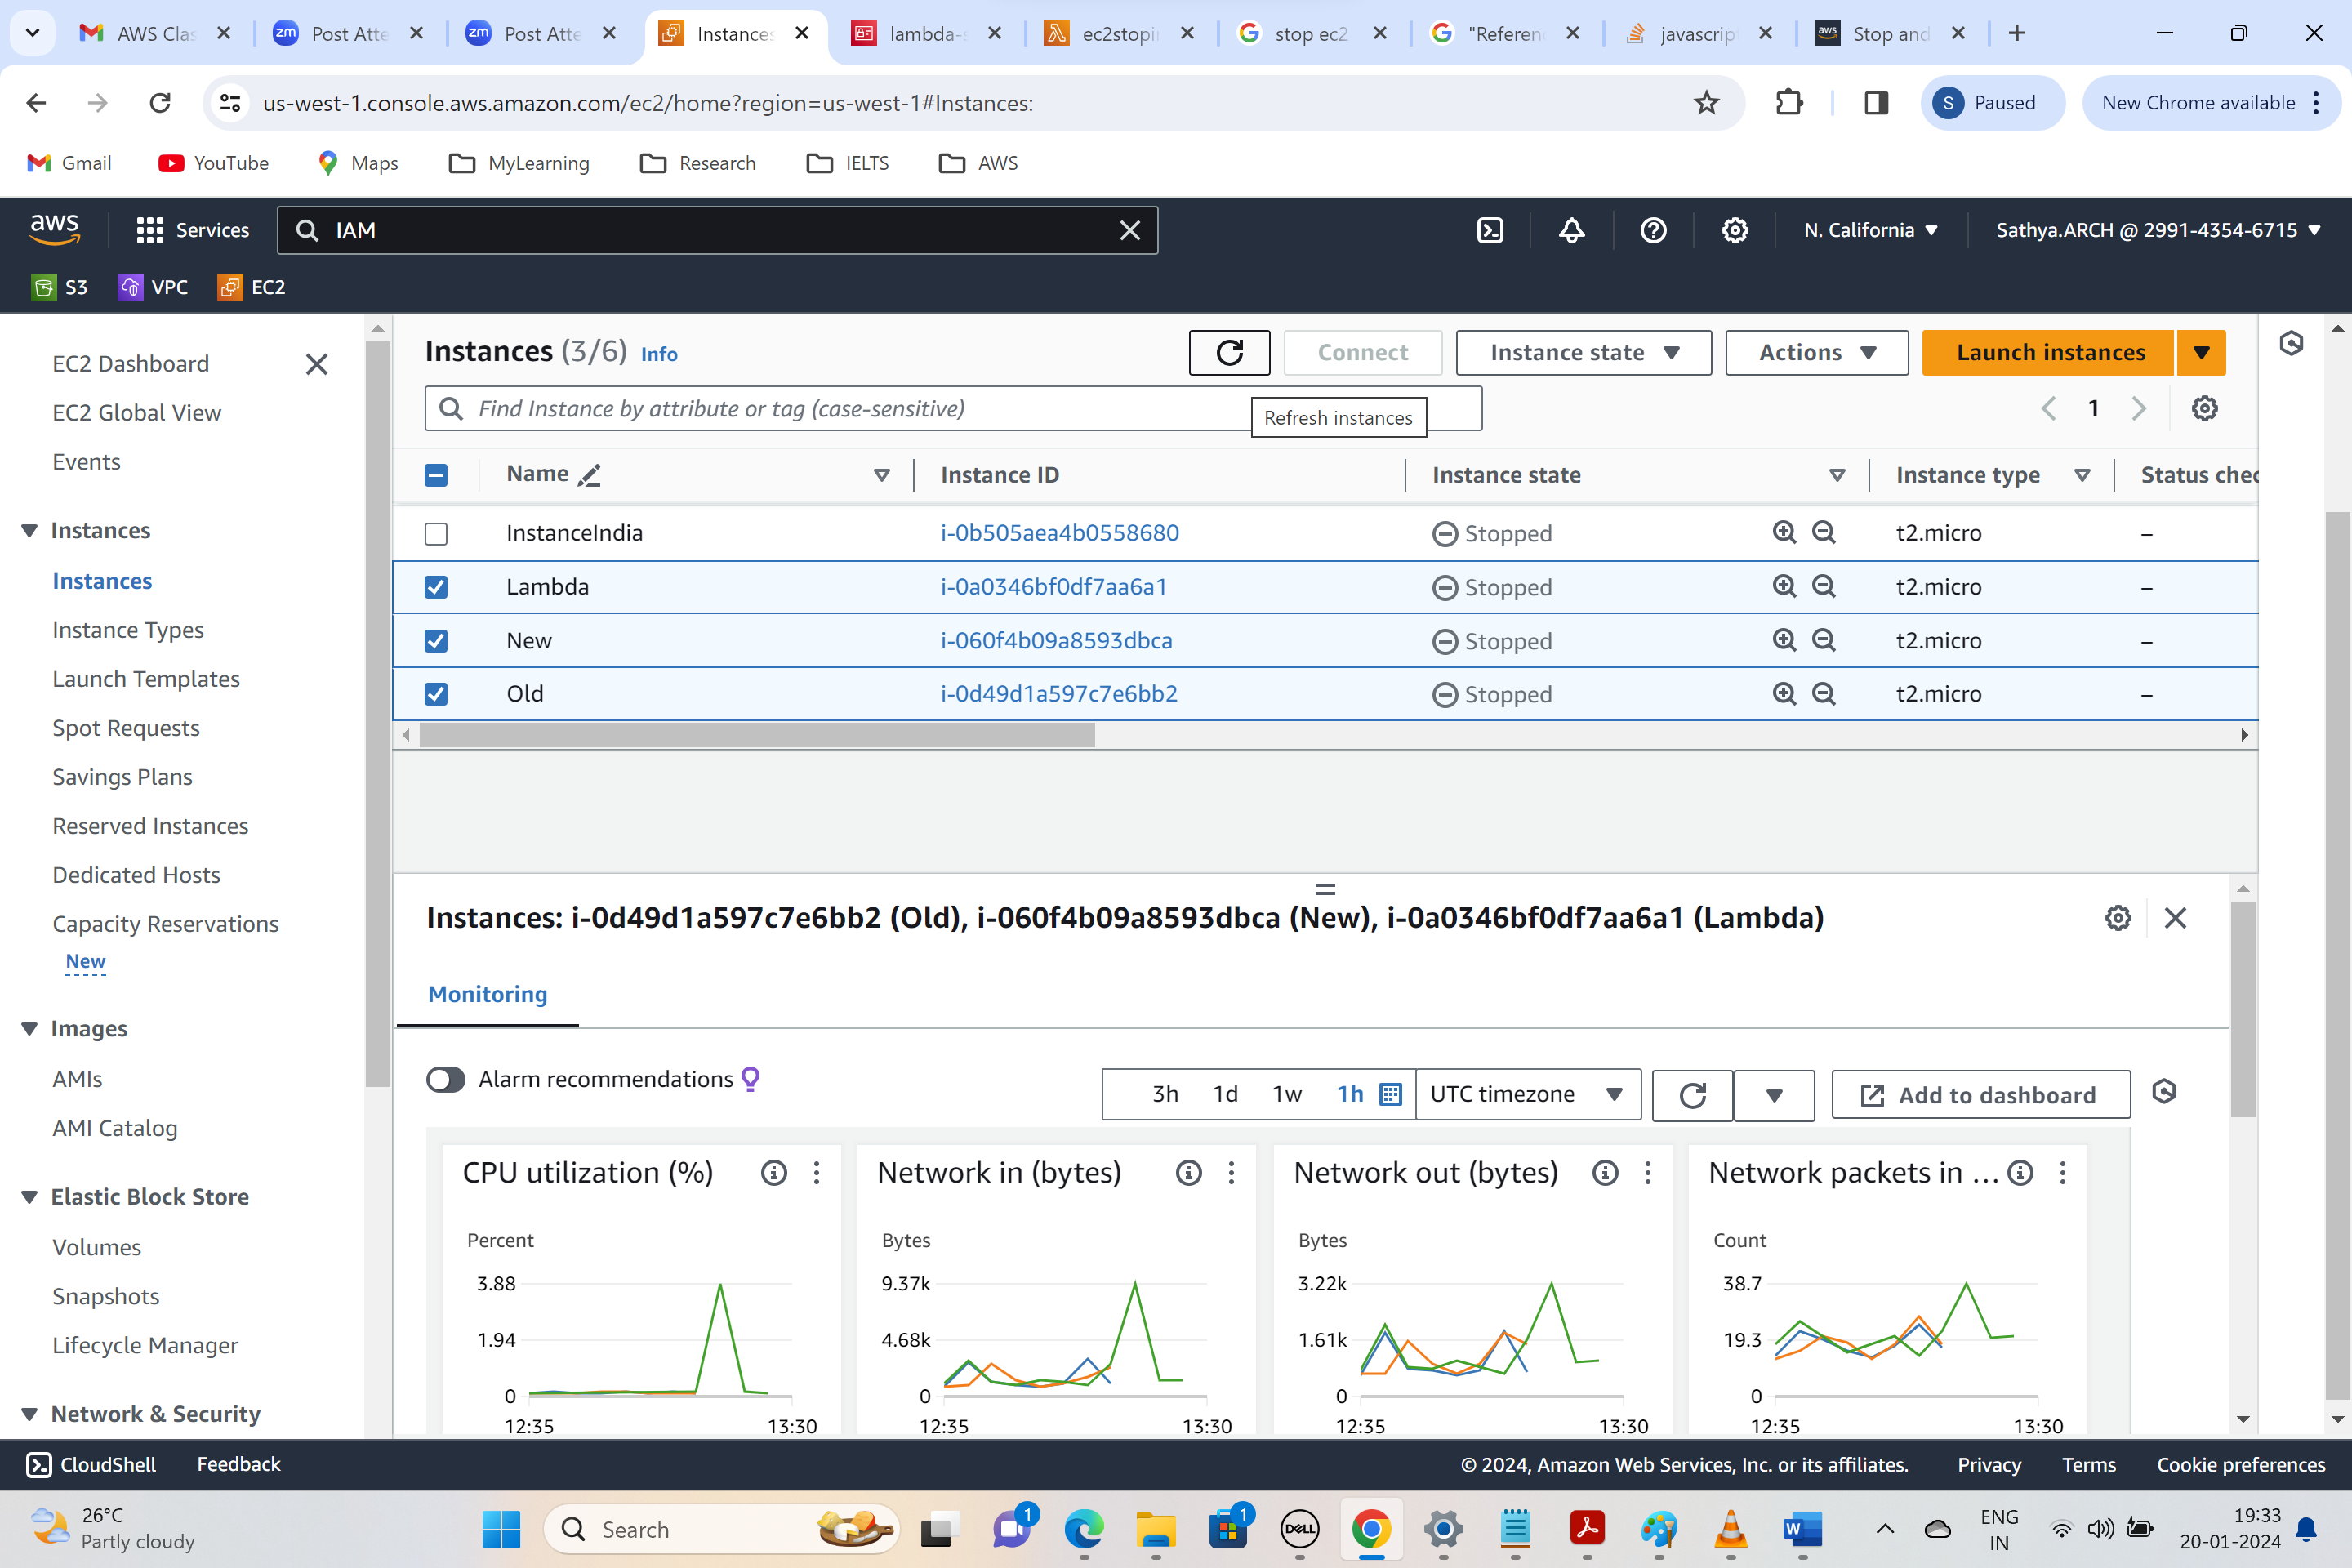 AWS Clas
Post Atte
Post Atte
Instances
lambda-s
ec2stopi
stop ec2
"Referen
javascrip
Stop and
us-west-1.console.aws.amazon.com/ec2/home?region=us-west-1#Instances:
S Paused
New Chrome available
Gmail YouTube Maps MyLearning Research IELTS AWS
aws Services IAM N. California Sathya.ARCH @ 2991-4354-6715
S3 VPC EC2
EC2 Dashboard
EC2 Global View
Events
Instances
Instances
Instance Types
Launch Templates
Spot Requests
Savings Plans
Reserved Instances
Dedicated Hosts
Capacity Reservations
New
Images
AMIs
AMI Catalog
Elastic Block Store
Volumes
Snapshots
Lifecycle Manager
Network & Security
Instances (3/6) Info
Connect Instance state Actions Launch instances
Find Instance by attribute or tag (case-sensitive)
Refresh instances
1
Name Instance ID Instance state Instance type Status chec
InstanceIndia i-0b505aea4b0558680 Stopped t2.micro –
Lambda i-0a0346bf0df7aa6a1 Stopped t2.micro –
New i-060f4b09a8593dbca Stopped t2.micro –
Old i-0d49d1a597c7e6bb2 Stopped t2.micro –
Instances: i-0d49d1a597c7e6bb2 (Old), i-060f4b09a8593dbca (New), i-0a0346bf0df7aa6a1 (Lambda)
Monitoring
Alarm recommendations
3h 1d 1w 1h UTC timezone Add to dashboard
CPU utilization (%)
Percent
3.88
1.94
0
12:35 13:30
Network in (bytes)
Bytes
9.37k
4.68k
0
12:35 13:30
Network out (bytes)
Bytes
3.22k
1.61k
0
12:35 13:30
Network packets in ...
Count
38.7
19.3
0
12:35 13:30
CloudShell Feedback © 2024, Amazon Web Services, Inc. or its affiliates. Privacy Terms Cookie preferences
26°C
Partly cloudy
Search
1
1
DELL
W
ENG
IN
19:33
20-01-2024